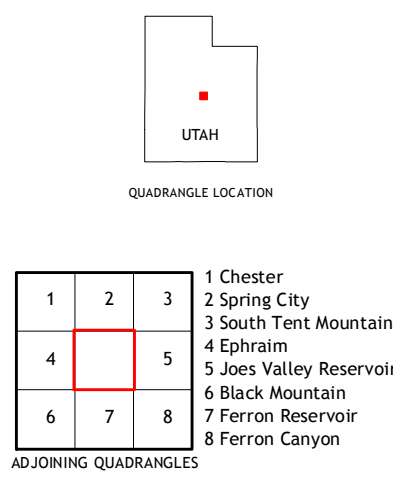 UTAH
QUADRANGLE LOCATION
1 2 3
4 5
6 7 8
1 Chester
2 Spring City
3 South Tent Mountain
4 Ephraim
5 Joes Valley Reservoir
6 Black Mountain
7 Ferron Reservoir
8 Ferron Canyon
ADJOINING QUADRANGLES